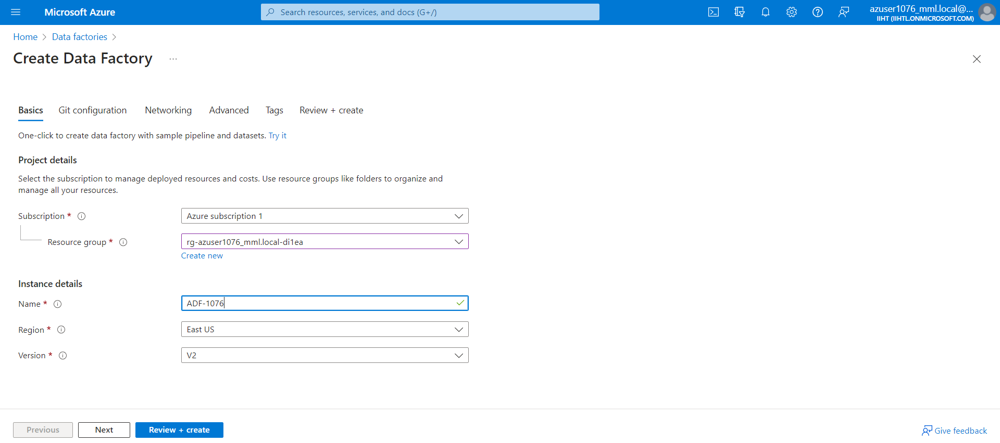 Microsoft Azure
Search resources, services, and docs (G+/)
azuser1076_mml.local@...
IIHT (IIHTL.ONMICROSOFT.COM)
Home > Data factories >
Create Data Factory ...
Basics Git configuration Networking Advanced Tags Review + create
One-click to create data factory with sample pipeline and datasets. Try it
Project details
Select the subscription to manage deployed resources and costs. Use resource groups like folders to organize and
manage all your resources.
Subscription * Azure subscription 1
Resource group * rg-azuser1076_mml.local-di1ea
Create new
Instance details
Name * ADF-1076
Region * East US
Version * V2
Previous Next Review + create Give feedback